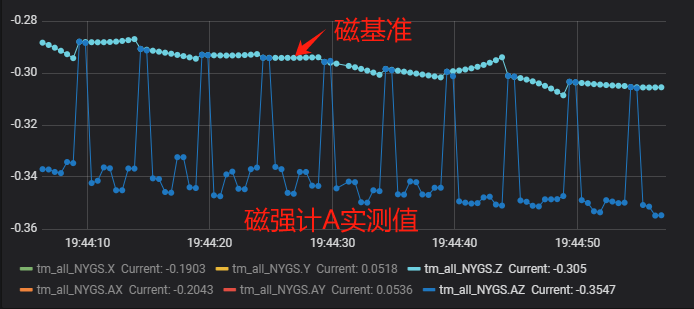 -0.28
磁基准
-0.30
-0.32
-0.34
磁强计A实测值
-0.36
19:44:10 19:44:20 19:44:30 19:44:40 19:44:50
tm_all_NYGS.X Current: -0.1903 tm_all_NYGS.Y Current: 0.0518 tm_all_NYGS.Z Current: -0.305
tm_all_NYGS.AX Current: -0.2043 tm_all_NYGS.AY Current: 0.0536 tm_all_NYGS.AZ Current: -0.3547